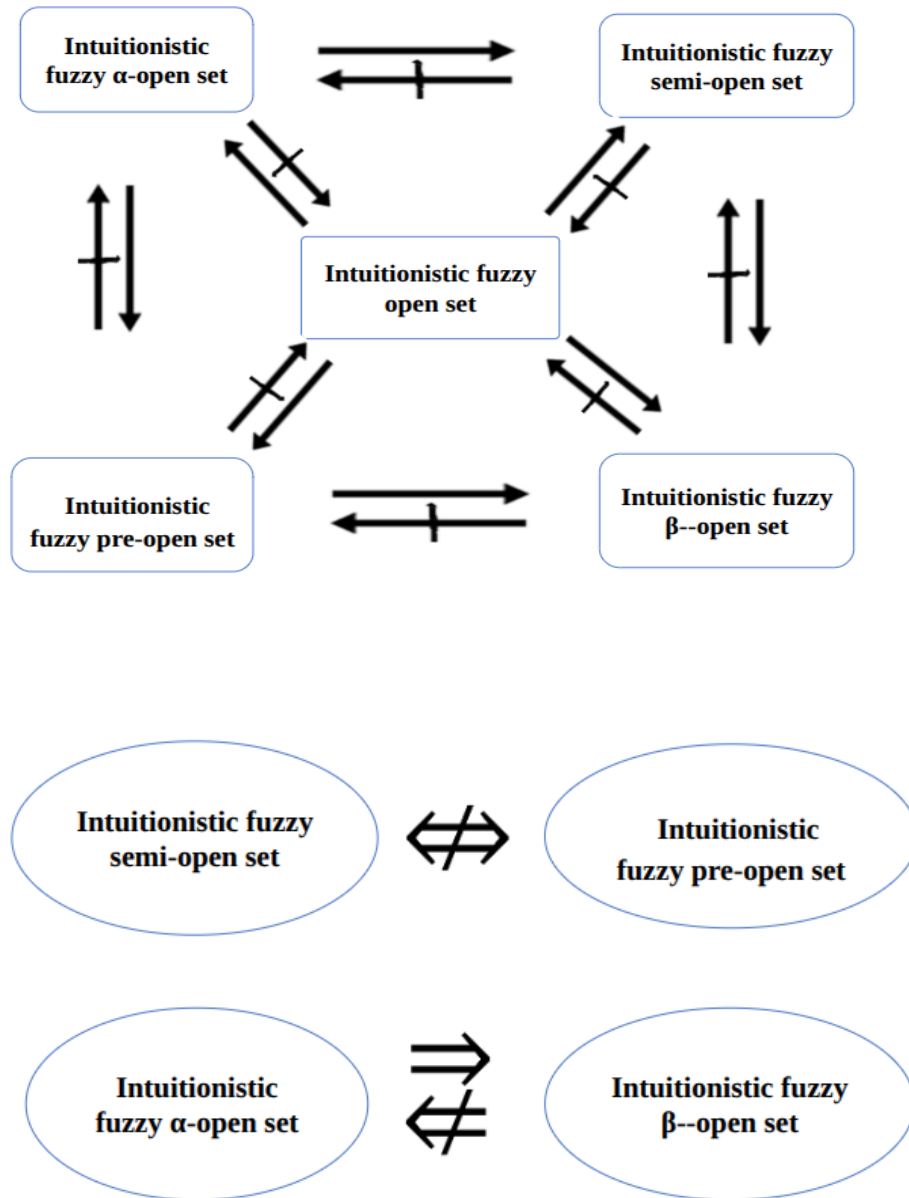 Intuitionistic
fuzzy α-open set
Intuitionistic fuzzy
semi-open set
Intuitionistic fuzzy
open set
Intuitionistic
fuzzy pre-open set
Intuitionistic fuzzy
β--open set
Intuitionistic fuzzy
semi-open set
Intuitionistic
fuzzy pre-open set
Intuitionistic
fuzzy α-open set
Intuitionistic fuzzy
β--open set